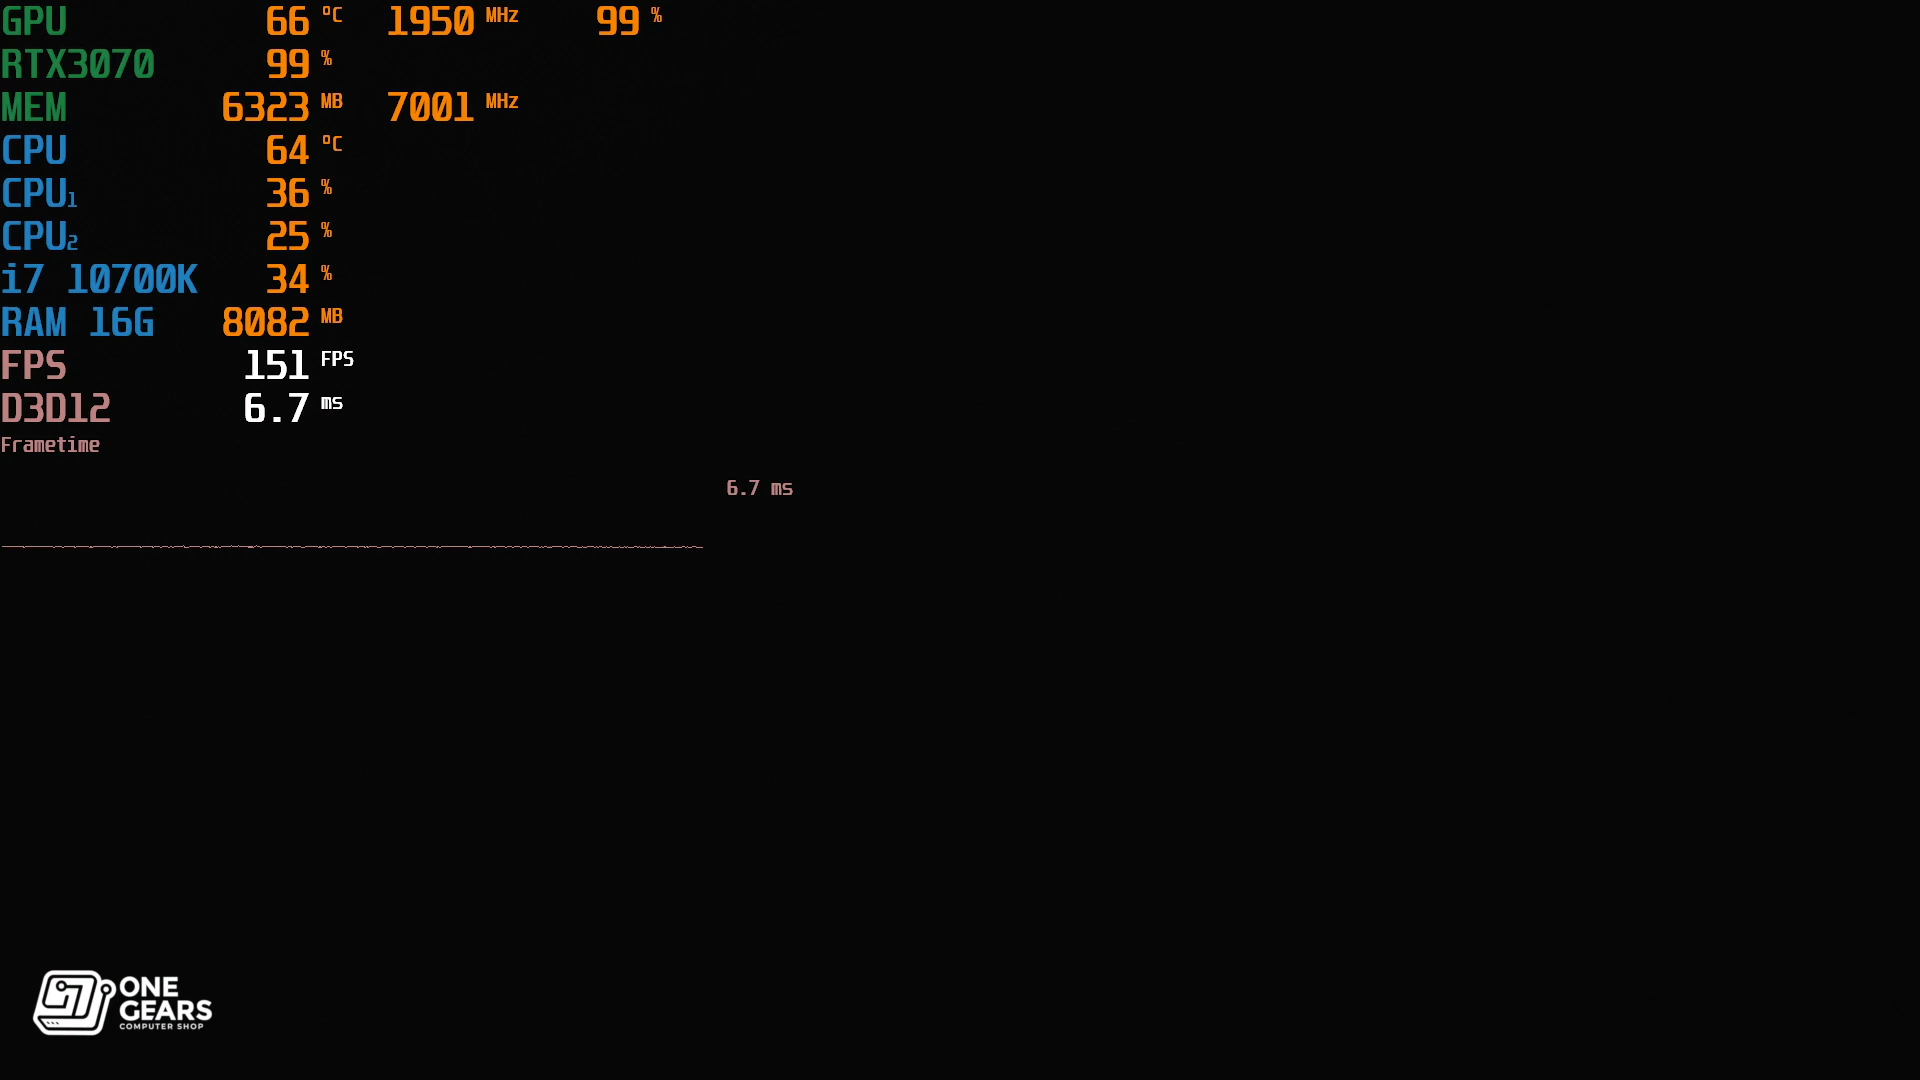 GPU 66 °C 1950 MHz 99 %
RTX3070 99 %
MEM 6323 MB 7001 MHz
CPU 64 °C
CPU1 36 %
CPU2 25 %
i7 10700K 34 %
RAM 16G 8082 MB
FPS 151 FPS
D3D12 6.7 ms
Frametime
6.7 ms
ONE
GEARS
COMPUTER SHOP